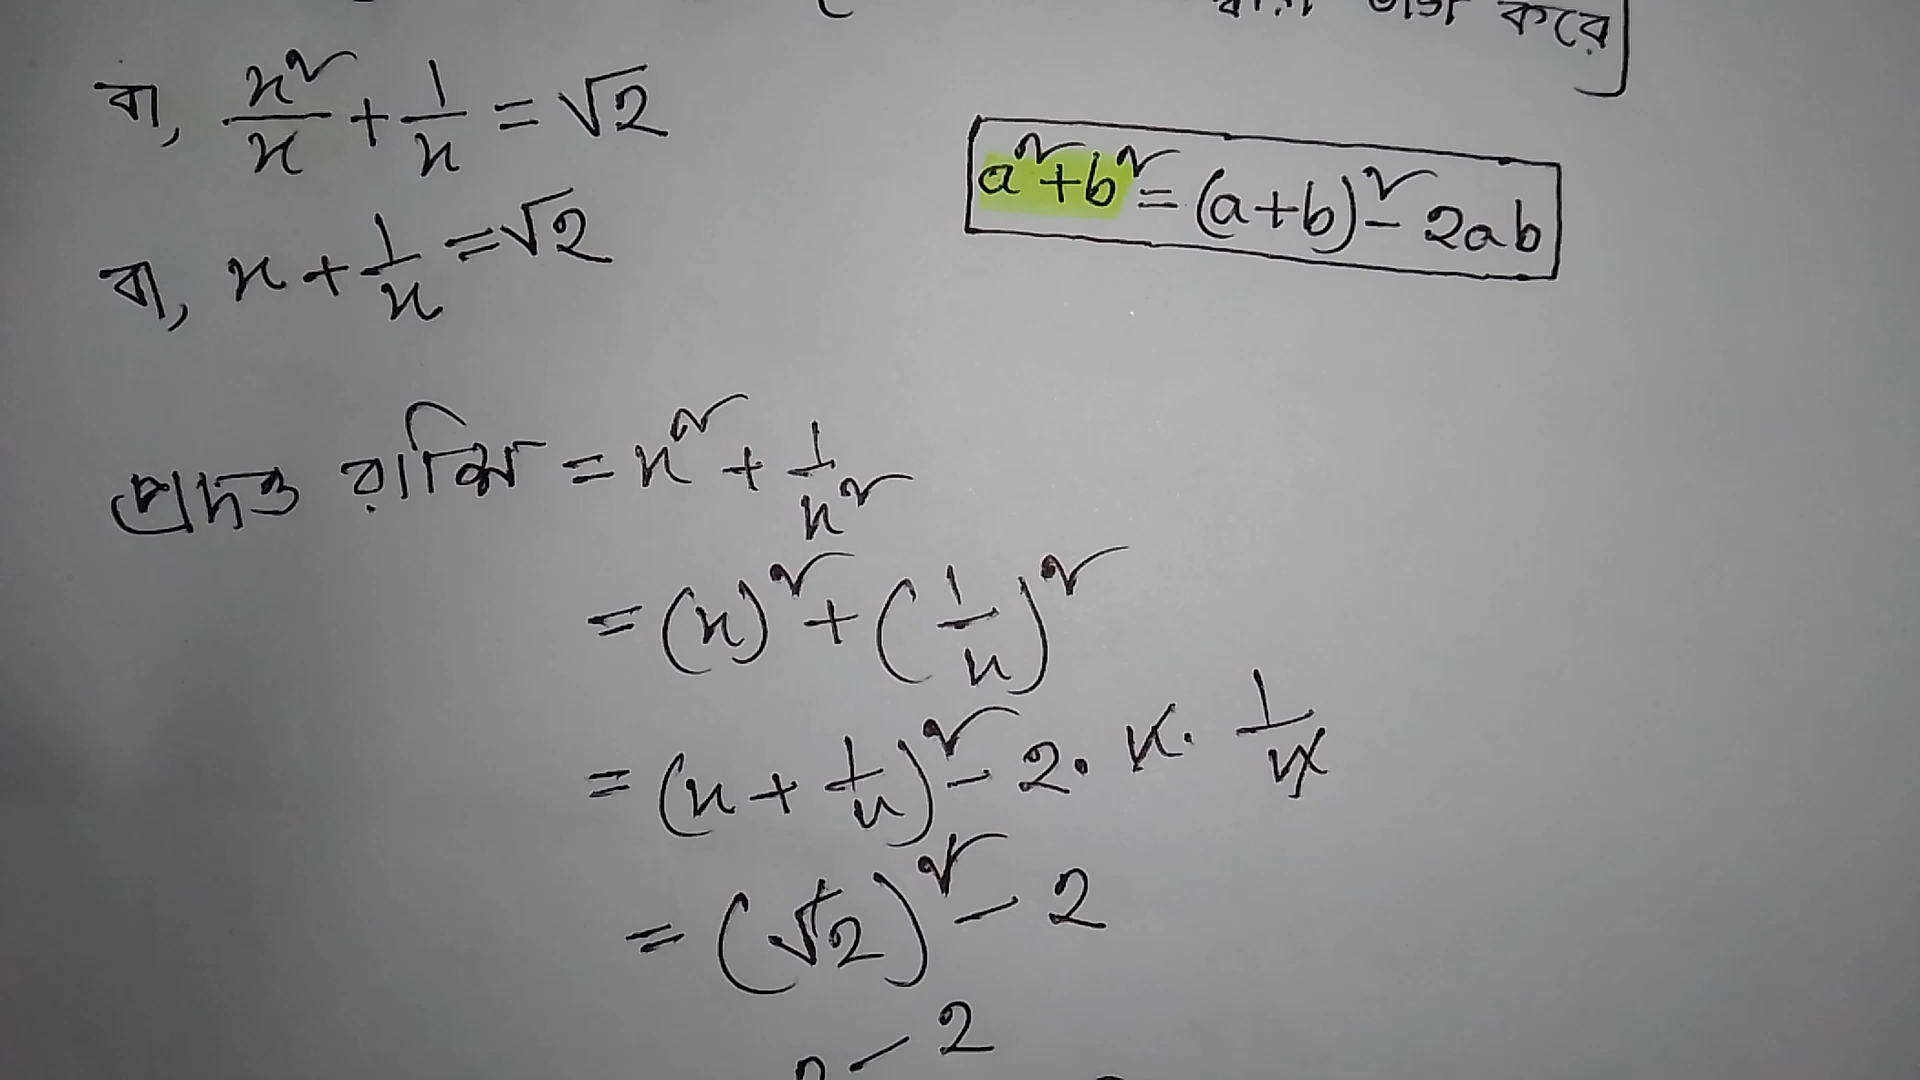 করে]
বা, x²/x + 1/x = √2
a² + b² = (a+b)² - 2ab
বা, x + 1/x = √2
প্রদত্ত রাশি = x² + 1/x²
= (x)² + (1/x)²
= (x + 1/x)² - 2. x. 1/x
= (√2)² - 2
2 - 2